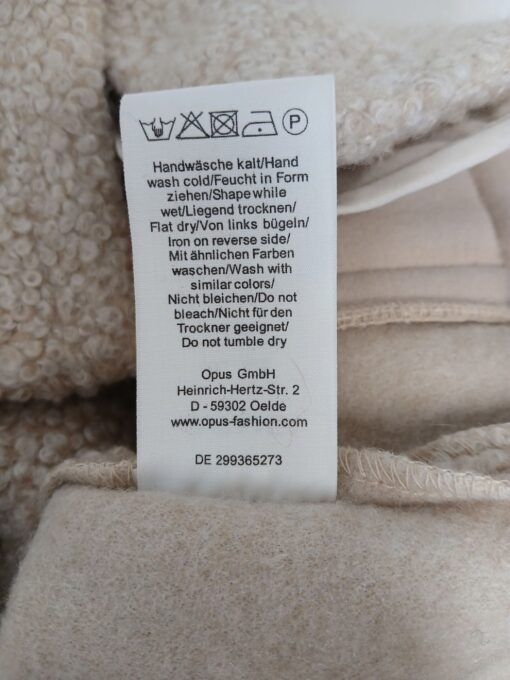 P
Handwäsche kalt/Hand
wash cold/Feucht in Form
ziehen/Shape while
wet/Liegend trocknen/
Flat dry/Von links bügeln/
Iron on reverse side/
Mit ähnlichen Farben
waschen/Wash with
similar colors/
Nicht bleichen/Do not
bleach/Nicht für den
Trockner geeignet/
Do not tumble dry
Opus GmbH
Heinrich-Hertz-Str. 2
D - 59302 Oelde
www.opus-fashion.com
DE 299365273